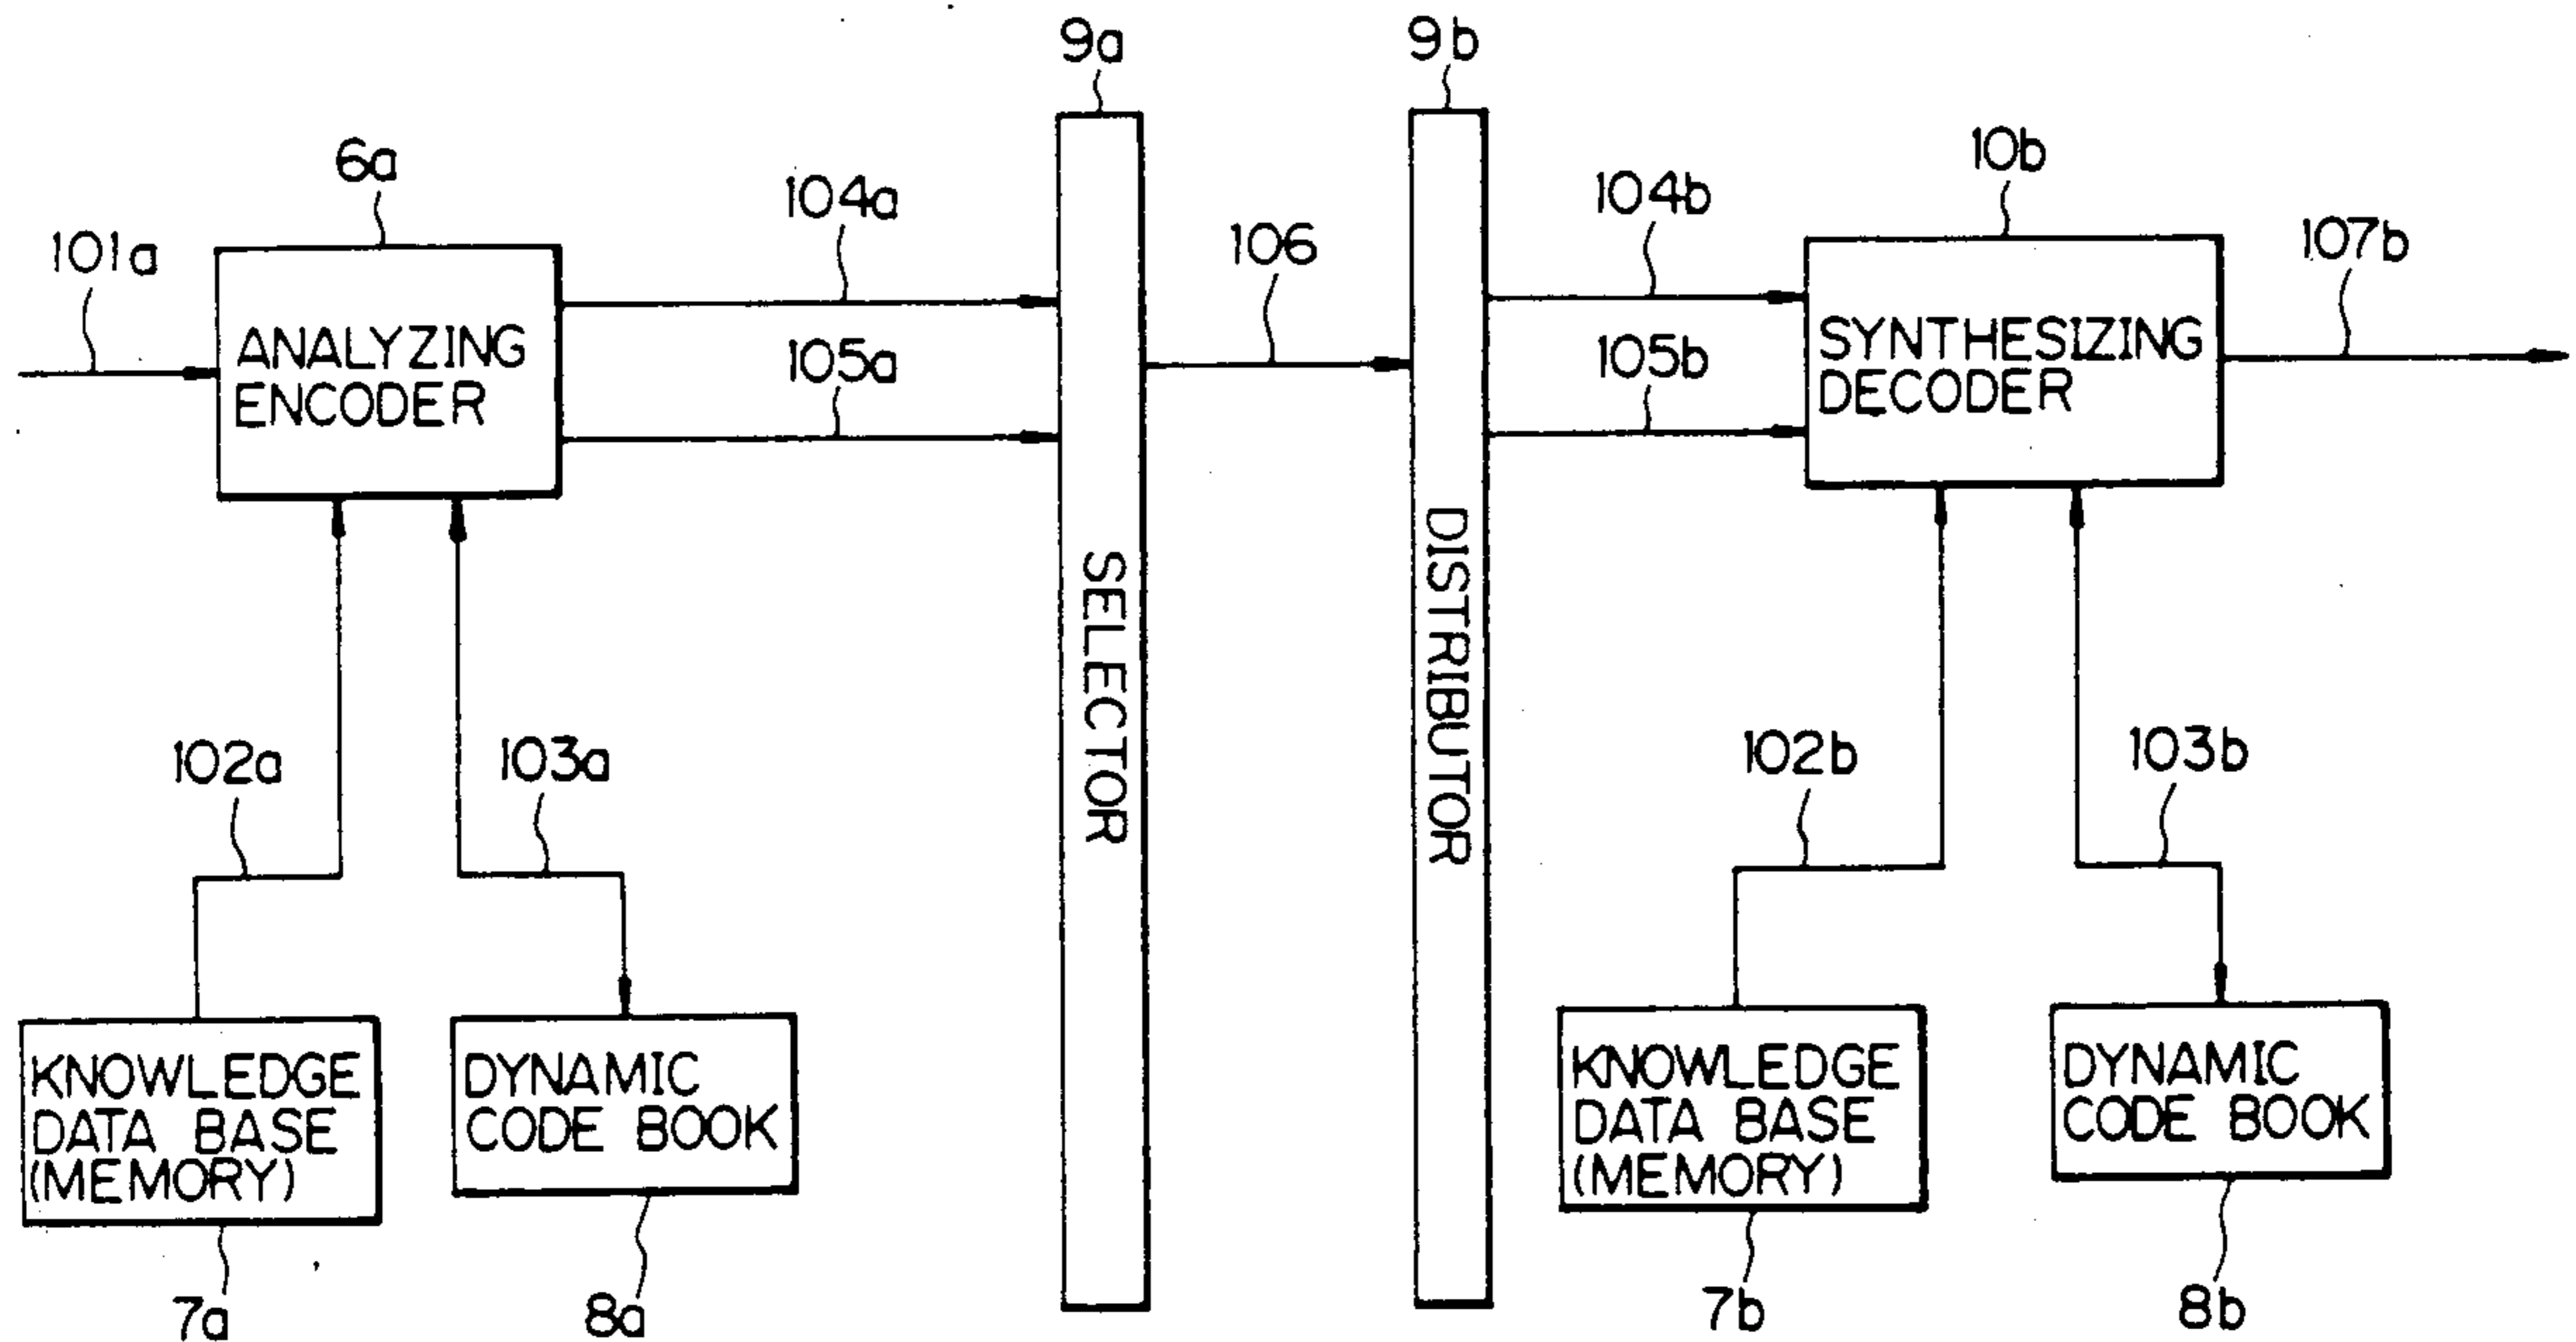 9a
9b
6a
10b
101a
104a
106
104b
107b
ANALYZING
ENCODER
105a
105b
SYNTHESIZING
DECODER
SELECTOR
DISTRIBUTOR
102a
103a
102b
103b
KNOWLEDGE
DATA BASE
(MEMORY)
DYNAMIC
CODE BOOK
KNOWLEDGE
DATA BASE
(MEMORY)
DYNAMIC
CODE BOOK
7a
8a
7b
8b